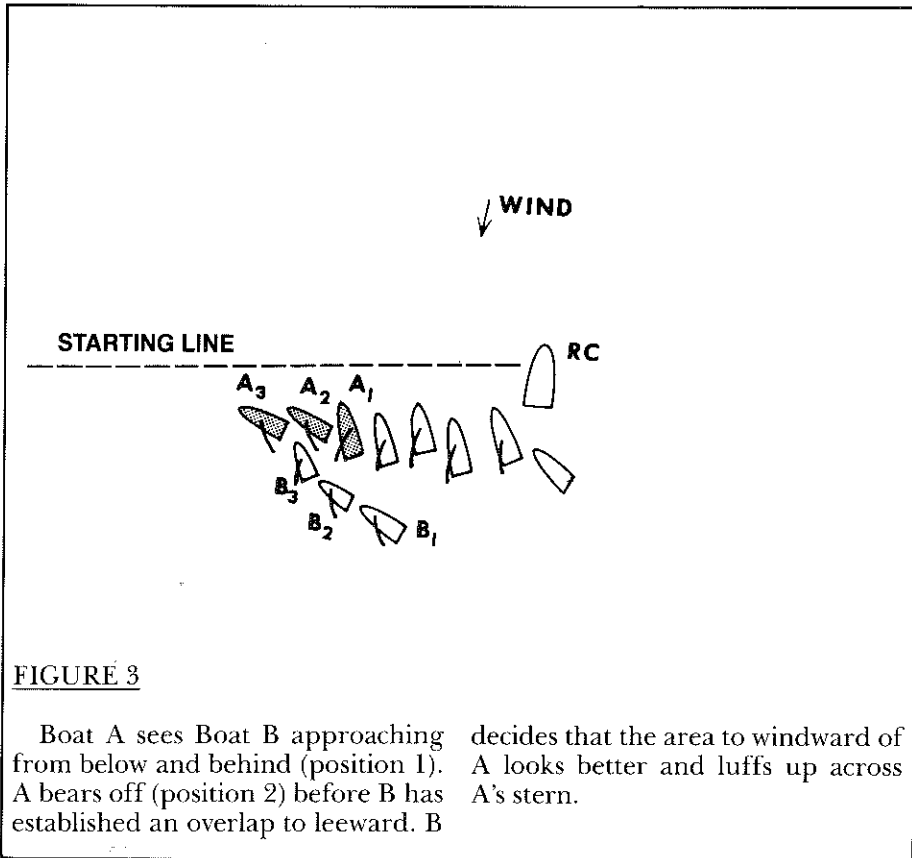 WIND
STARTING LINE
RC
A3 A2 A1
B3
B2
B1
FIGURE 3
Boat A sees Boat B approaching
from below and behind (position 1).
A bears off (position 2) before B has
established an overlap to leeward. B
decides that the area to windward of
A looks better and luffs up across
A's stern.